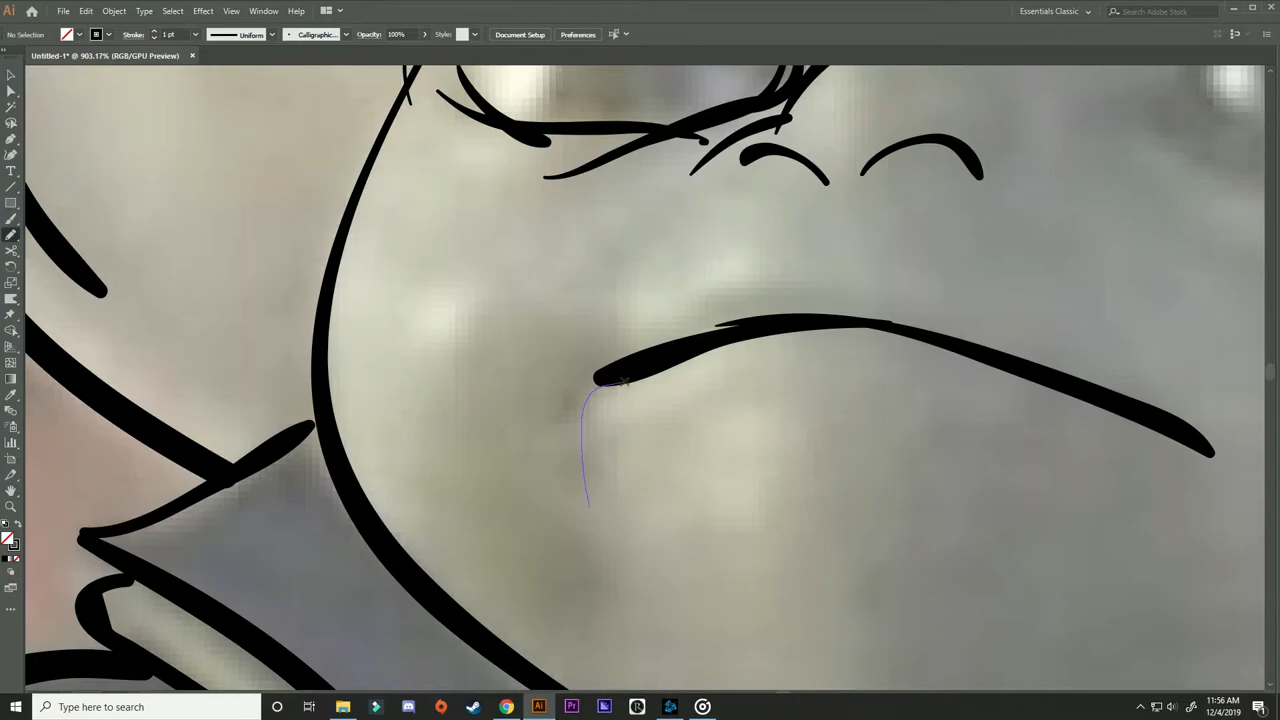 Ai File Edit Object Type Select Effect View Window Help Essentials Classic Search Adobe Stock
No Selection Stroke: 1 pt Uniform Calligraphic... Opacity: 100% Style: Document Setup Preferences
Untitled-1* @ 903.17% (RGB/GPU Preview) ×
Type here to search Ai Pr R 11:56 AM
12/4/2019